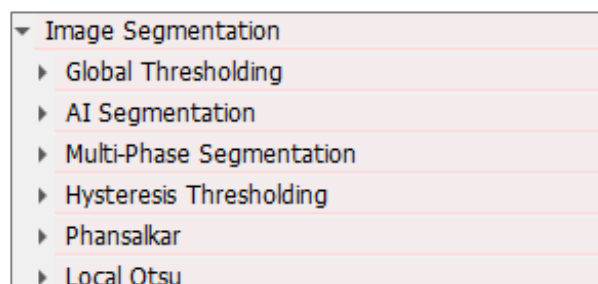 Image Segmentation
Global Thresholding
AI Segmentation
Multi-Phase Segmentation
Hysteresis Thresholding
Phansalkar
Local Otsu